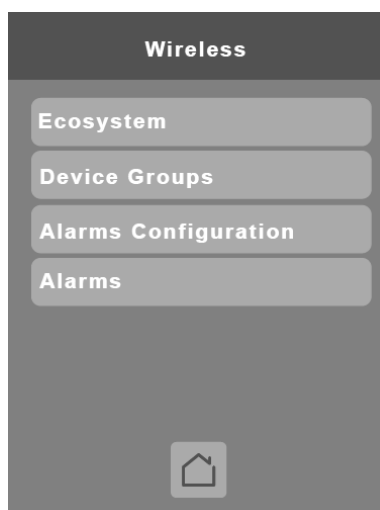 Wireless
Ecosystem
Device Groups
Alarms Configuration
Alarms